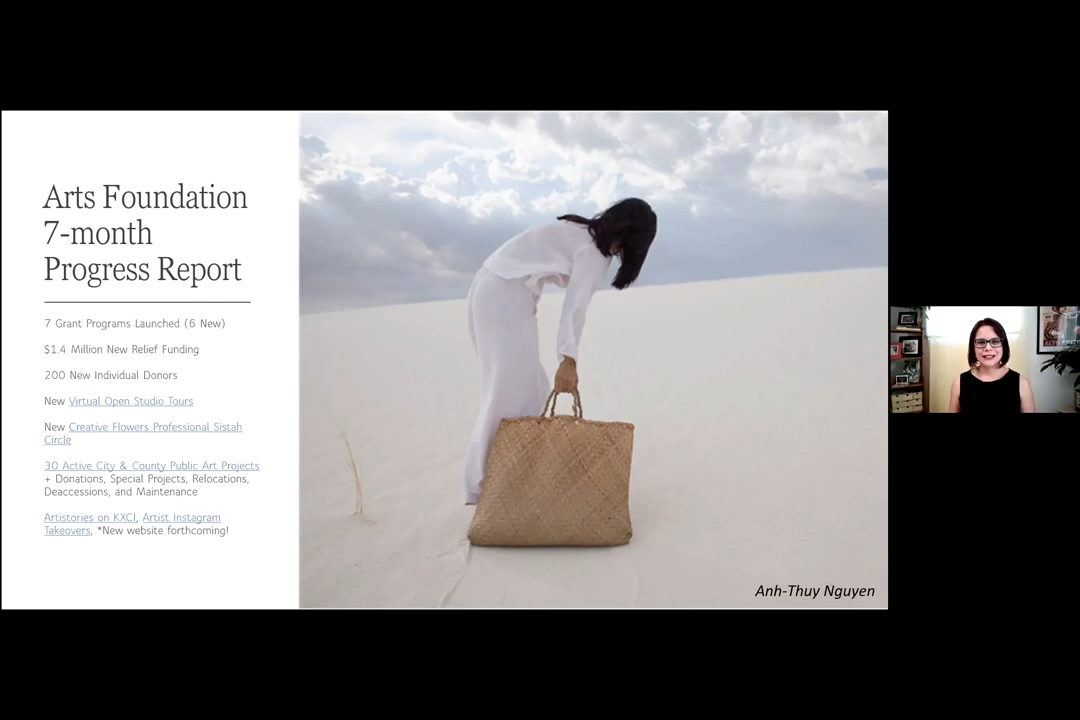 Arts Foundation
7-month
Progress Report
7 Grant Programs Launched (6 New)
$1.4 Million New Relief Funding
200 New Individual Donors
New Virtual Open Studio Tours
New Creative Flowers Professional Sistah
Circle
30 Active City & County Public Art Projects
+ Donations, Special Projects, Relocations,
Deaccessions, and Maintenance
Artistories on KXCI, Artist Instagram
Takeovers, *New website forthcoming!
Anh-Thuy Nguyen